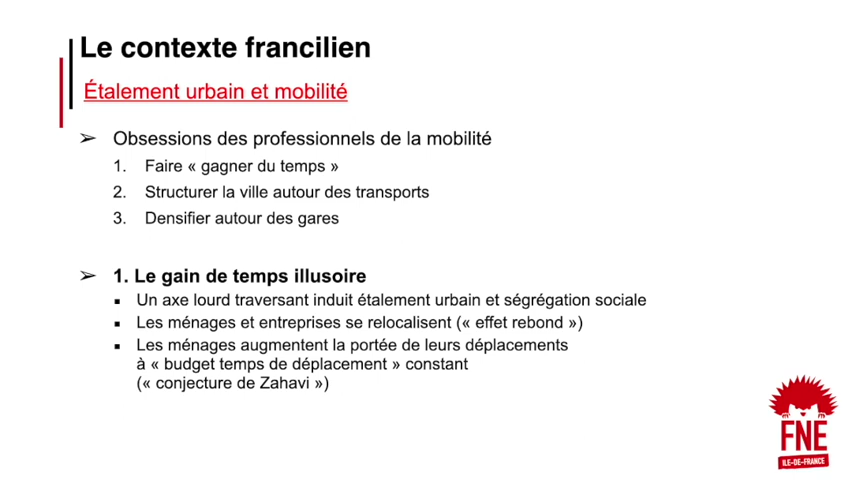 Le contexte francilien
Étalement urbain et mobilité
➢ Obsessions des professionnels de la mobilité
1. Faire « gagner du temps »
2. Structurer la ville autour des transports
3. Densifier autour des gares
➢ 1. Le gain de temps illusoire
▪ Un axe lourd traversant induit étalement urbain et ségrégation sociale
▪ Les ménages et entreprises se relocalisent (« effet rebond »)
▪ Les ménages augmentent la portée de leurs déplacements
à « budget temps de déplacement » constant
(« conjecture de Zahavi »)
FNE
ILE-DE-FRANCE